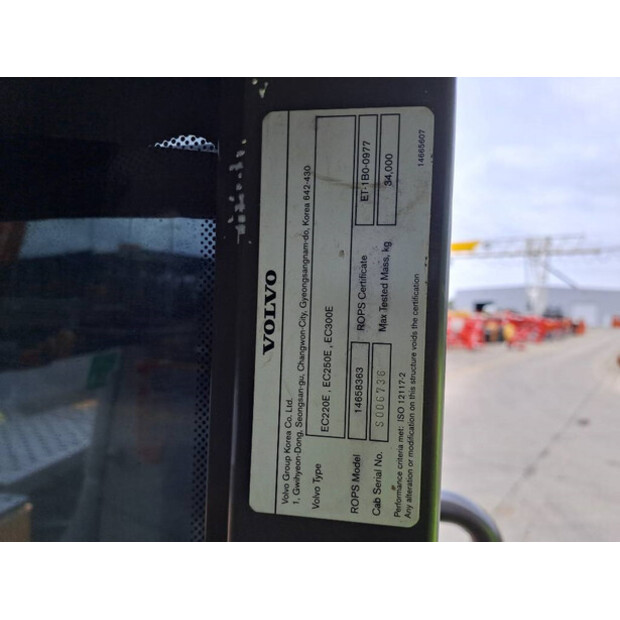 VOLVO
Volvo Group Korea Co. Ltd.
1, Gwihyeon-Dong, Seongsan-gu, Changwon-City, Gyeongsangnam-do, Korea 642-430
Volvo Type EC220E , EC250E , EC300E
ROPS Model 14658363 ROPS Certificate ET-1B0-0977
Cab Serial No. S006736 Max Tested Mass, kg 34,000
Performance criteria met: ISO 12117-2
Any alteration or modification on this structure voids the certification
14665607